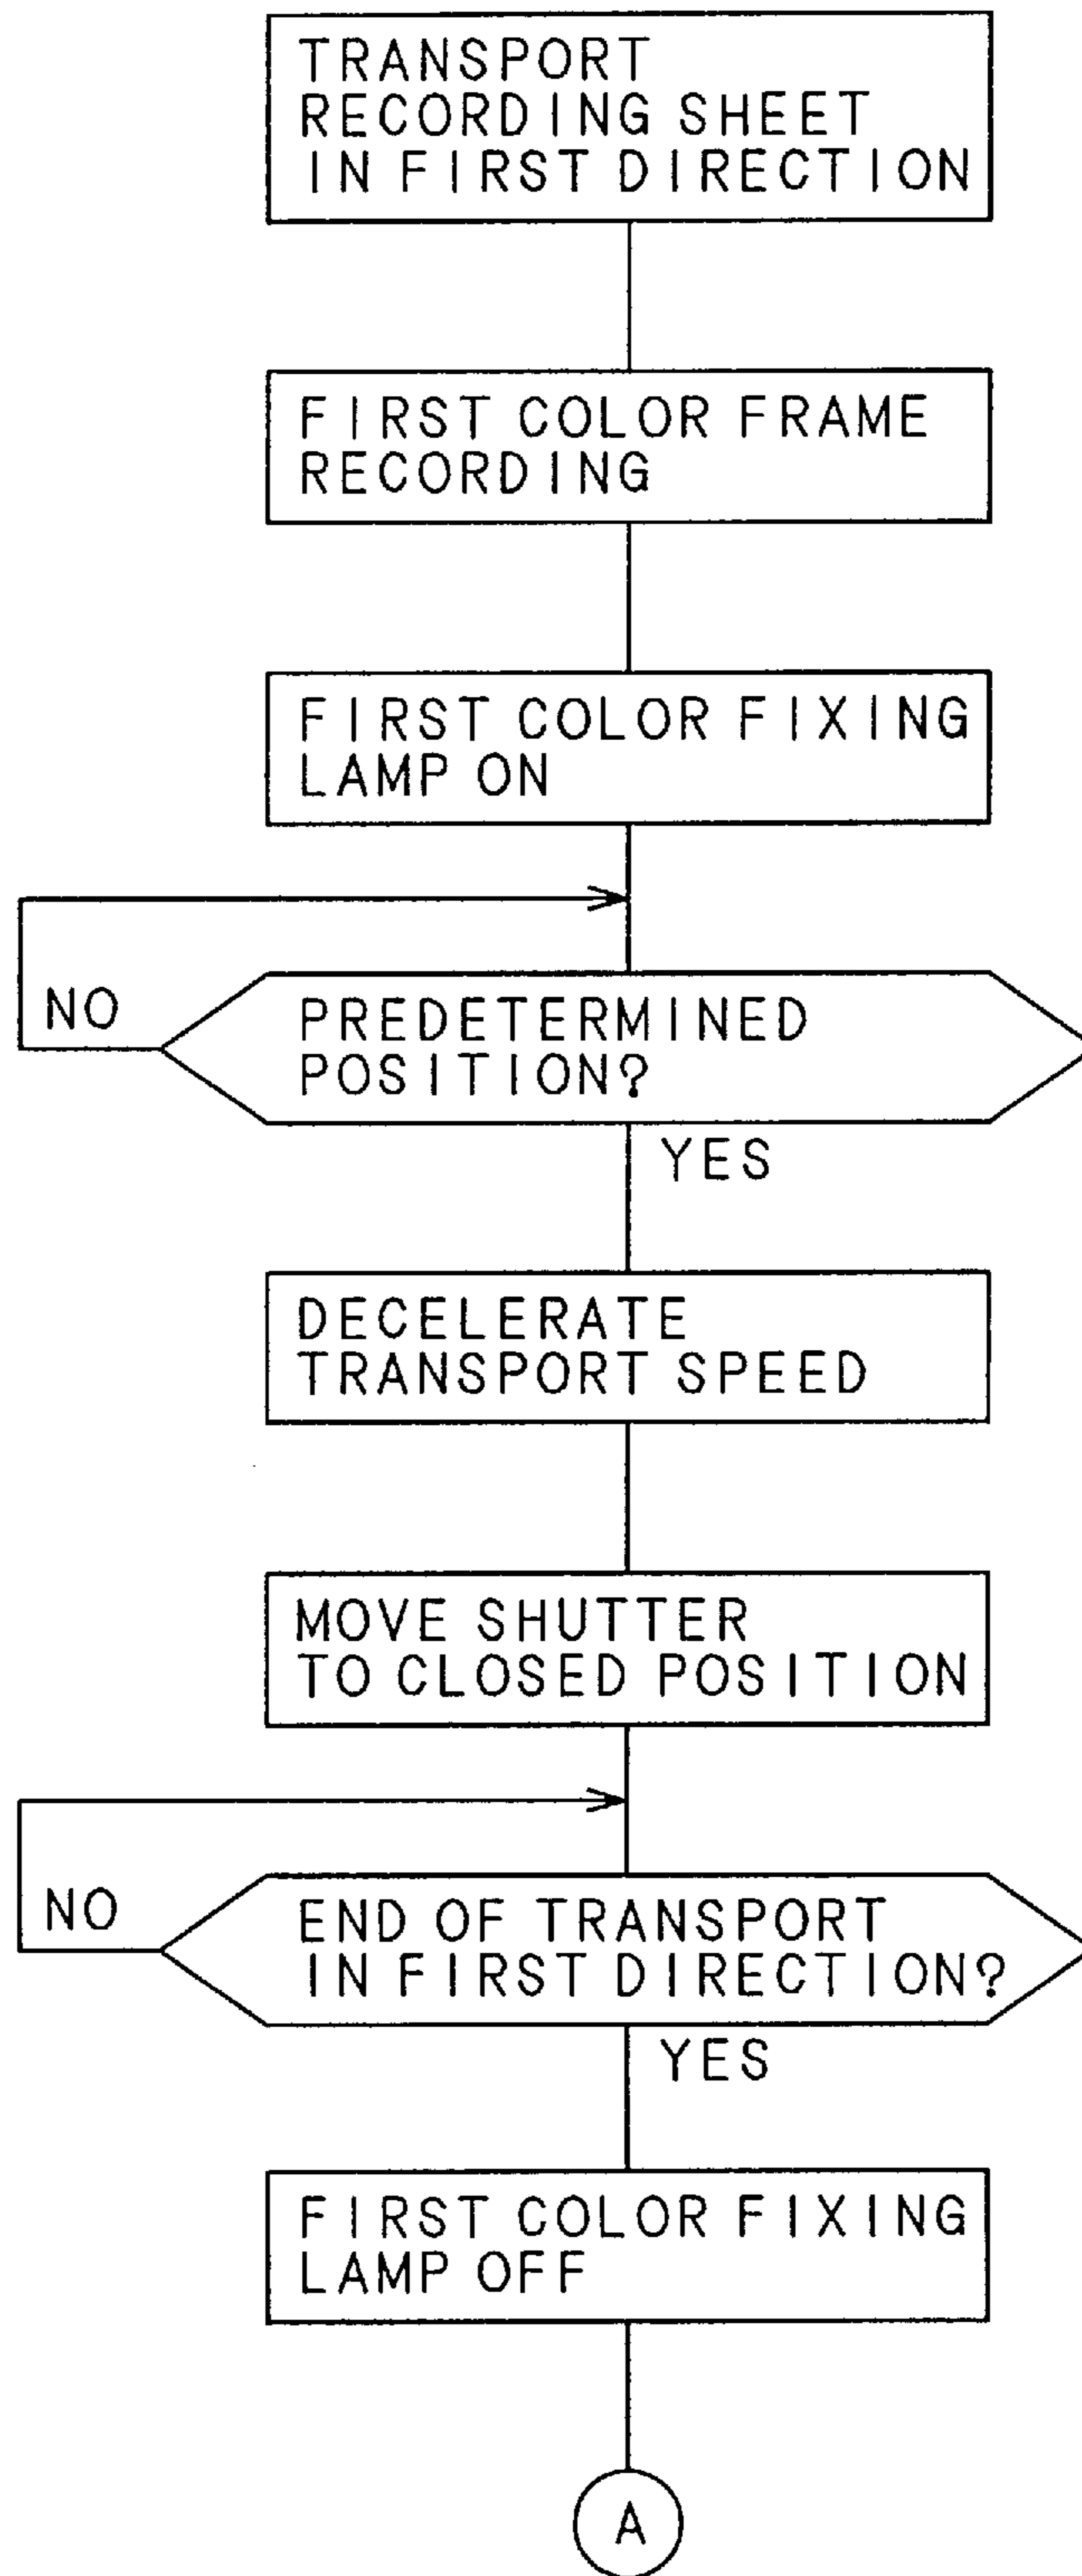 TRANSPORT
RECORDING SHEET
IN FIRST DIRECTION
FIRST COLOR FRAME
RECORDING
FIRST COLOR FIXING
LAMP ON
NO
PREDETERMINED
POSITION?
YES
DECELERATE
TRANSPORT SPEED
MOVE SHUTTER
TO CLOSED POSITION
NO
END OF TRANSPORT
IN FIRST DIRECTION?
YES
FIRST COLOR FIXING
LAMP OFF
A